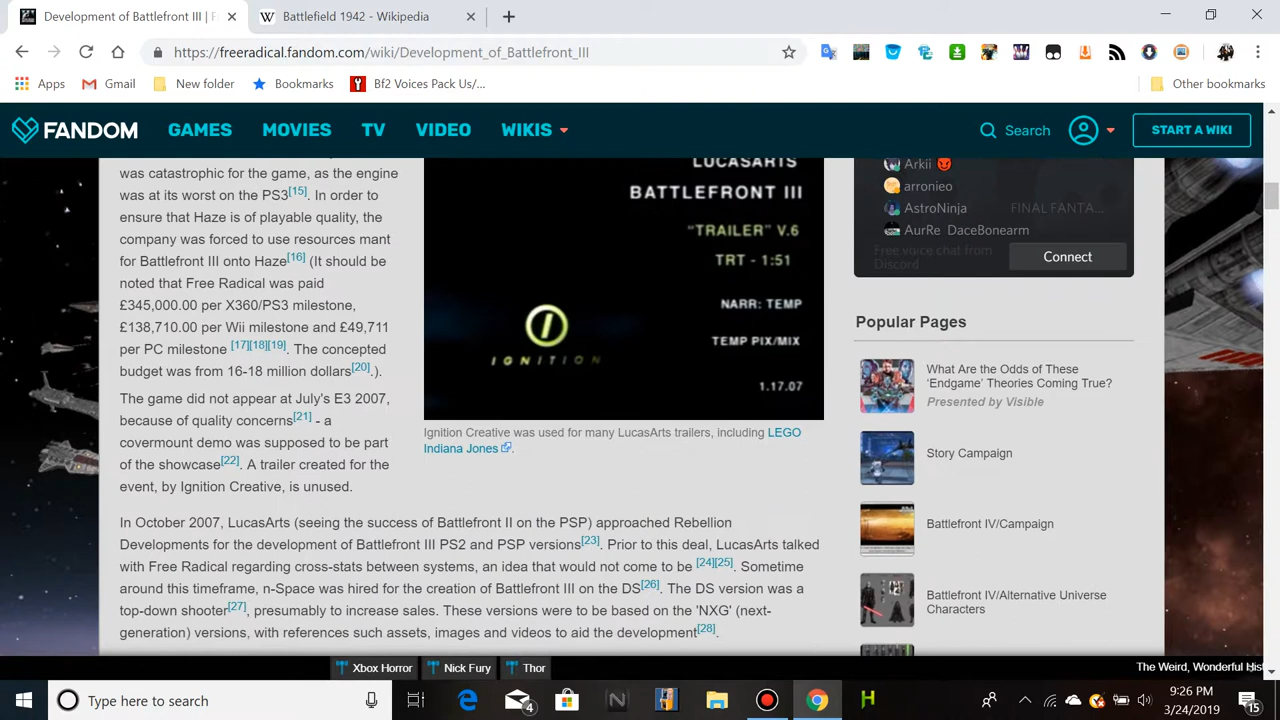 Development of Battlefront III | F
Battlefield 1942 - Wikipedia
https://freeradical.fandom.com/wiki/Development_of_Battlefront_III
Apps
Gmail
New folder
Bookmarks
Bf2 Voices Pack Us/...
Other bookmarks
FANDOM
GAMES
MOVIES
TV
VIDEO
WIKIS
Search
START A WIKI
was catastrophic for the game, as the engine
was at its worst on the PS3[15]. In order to
ensure that Haze is of playable quality, the
company was forced to use resources mant
for Battlefront III onto Haze[16] (It should be
noted that Free Radical was paid
£345,000.00 per X360/PS3 milestone,
£138,710.00 per Wii milestone and £49,711
per PC milestone [17][18][19]. The concepted
budget was from 16-18 million dollars[20].).
The game did not appear at July's E3 2007,
because of quality concerns[21] - a
covermount demo was supposed to be part
of the showcase[22]. A trailer created for the
event, by Ignition Creative, is unused.
LUCASARTS
BATTLEFRONT III
"TRAILER" V.6
TRT - 1:51
NARR: TEMP
TEMP PIX/MIX
1.17.07
IGNITION
Ignition Creative was used for many LucasArts trailers, including LEGO
Indiana Jones.
In October 2007, LucasArts (seeing the success of Battlefront II on the PSP) approached Rebellion
Developments for the development of Battlefront III PS2 and PSP versions[23]. Prior to this deal, LucasArts talked
with Free Radical regarding cross-stats between systems, an idea that would not come to be [24][25]. Sometime
around this timeframe, n-Space was hired for the creation of Battlefront III on the DS[26]. The DS version was a
top-down shooter[27], presumably to increase sales. These versions were to be based on the 'NXG' (next-
generation) versions, with references such assets, images and videos to aid the development[28].
Arkii
arronieo
AstroNinja FINAL FANTA...
AurRe_DaceBonearm
Free voice chat from
Discord
Connect
Popular Pages
What Are the Odds of These
'Endgame' Theories Coming True?
Presented by Visible
Story Campaign
Battlefront IV/Campaign
Battlefront IV/Alternative Universe
Characters
Xbox Horror
Nick Fury
Thor
The Weird, Wonderful Hist
Type here to search
4
N
H
9:26 PM
3/24/2019
15